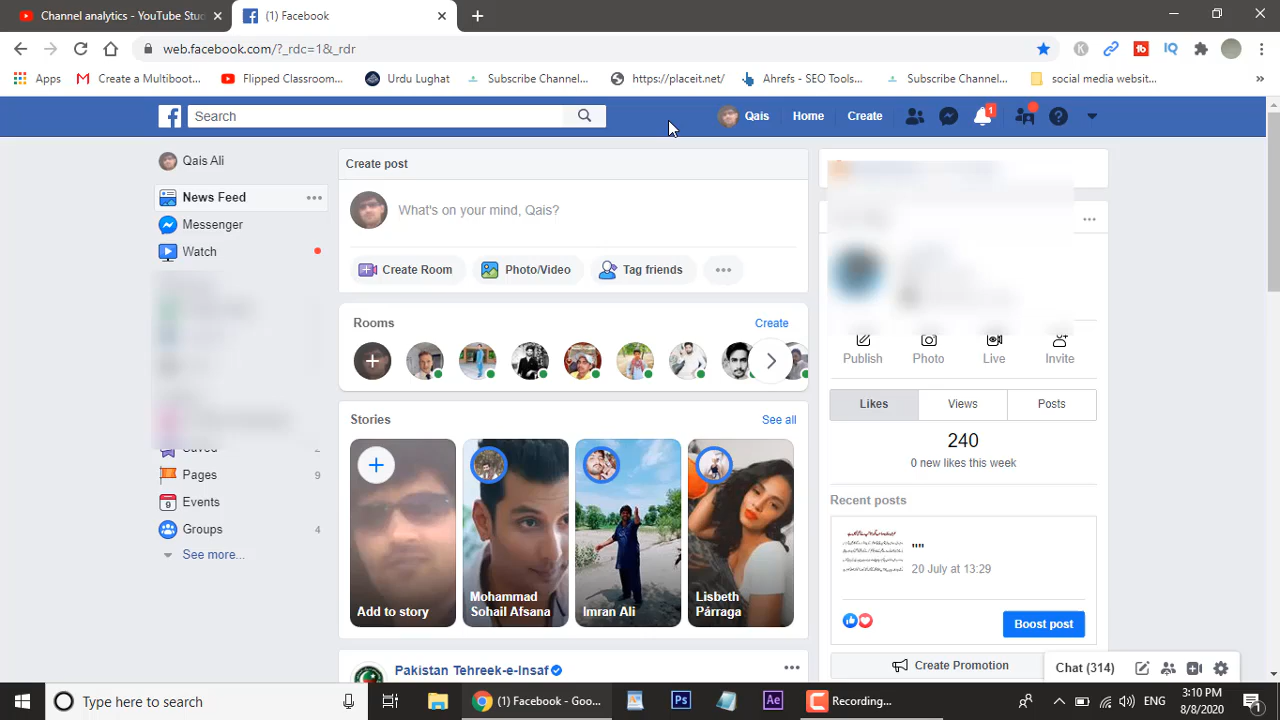 Channel analytics - YouTube Stu
(1) Facebook
web.facebook.com/?_rdc=1&_rdr
Apps
Create a Multiboot...
Flipped Classroom...
Urdu Lughat
Subscribe Channel...
https://placeit.net
Ahrefs - SEO Tools...
Subscribe Channel...
social media websit...
Search
Qais
Home
Create
1
Qais Ali
News Feed
Messenger
Watch
Pages 9
Events
Groups 4
See more...
Create post
What's on your mind, Qais?
Create Room
Photo/Video
Tag friends
Rooms
Create
Stories
See all
Add to story
Mohammad
Sohail Afsana
Imran Ali
Lisbeth
Párraga
Pakistan Tehreek-e-Insaf
Publish
Photo
Live
Invite
Likes
Views
Posts
240
0 new likes this week
Recent posts
""
20 July at 13:29
Boost post
Create Promotion
Chat (314)
Type here to search
(1) Facebook - Goo...
Recording...
ENG
3:10 PM
8/8/2020